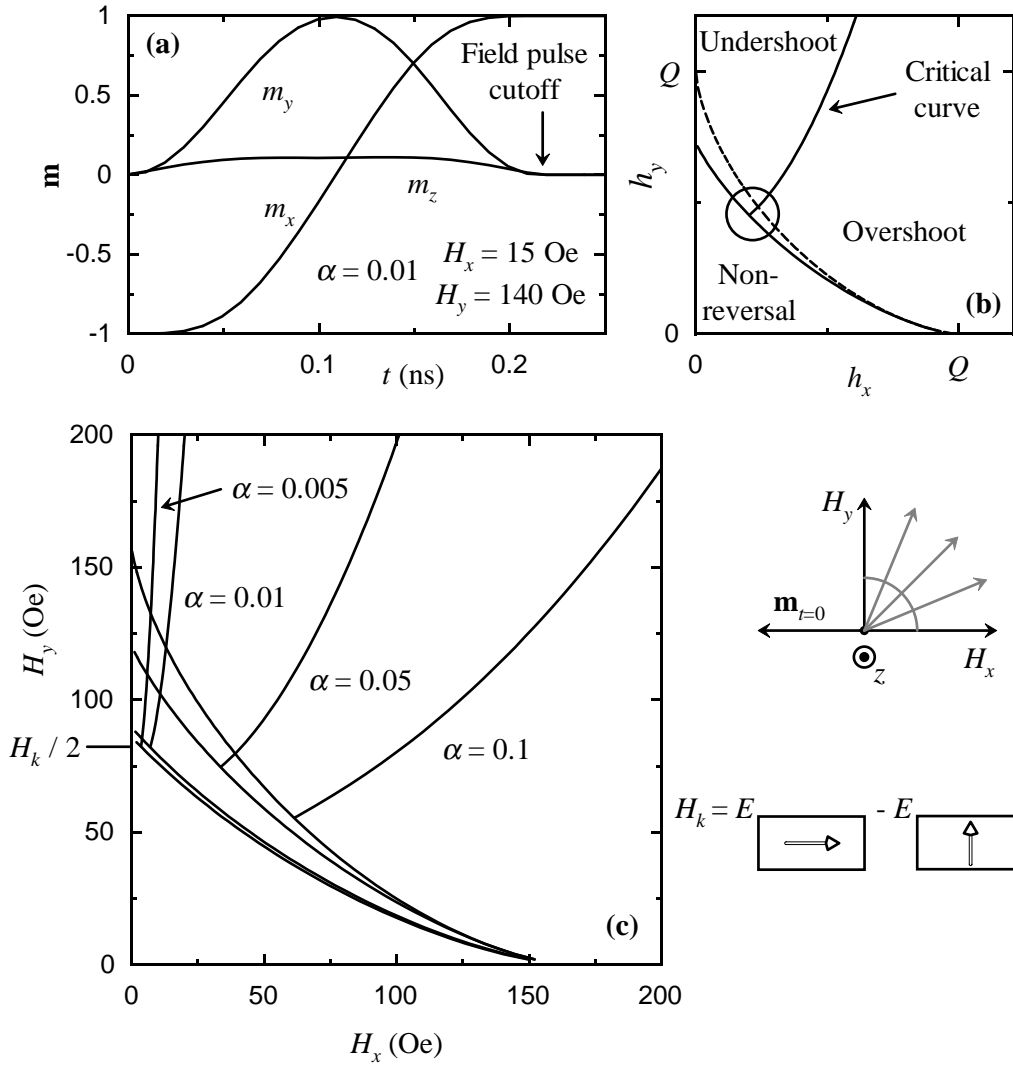 (a)
1
0.5
0
-0.5
-1
m
m_y
m_x
m_z
Field pulse
cutoff
α = 0.01
H_x = 15 Oe
H_y = 140 Oe
0
0.1
0.2
t (ns)
(b)
Undershoot
Critical
curve
Overshoot
Non-
reversal
Q
0
h_y
0
Q
h_x
200
150
100
H_k / 2
50
0
H_y (Oe)
α = 0.005
α = 0.01
α = 0.05
α = 0.1
(c)
0
50
100
150
200
H_x (Oe)
H_y
m_{t=0}
H_x
z
H_k = E - E